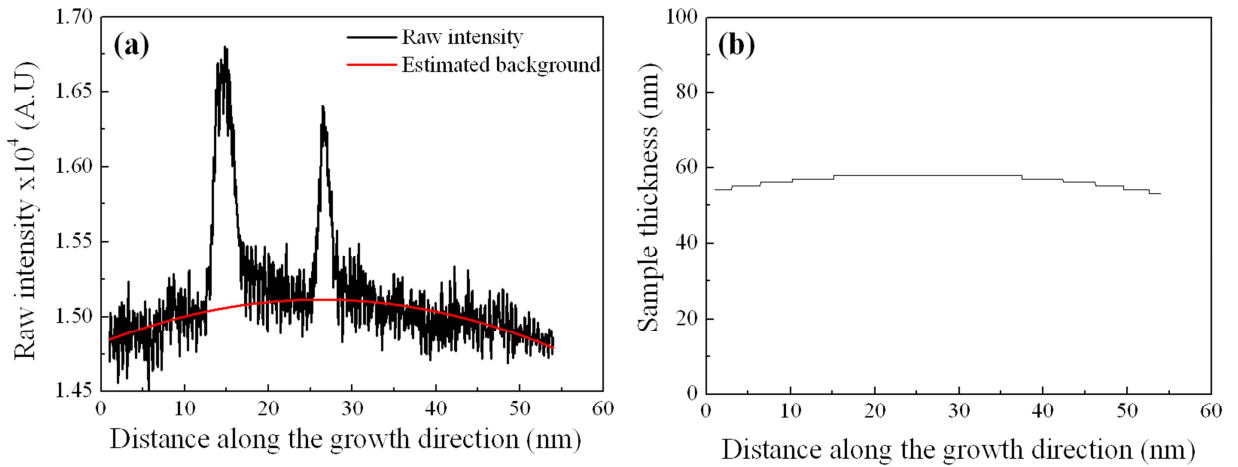 (a)
Raw intensity
Estimated background
Raw intensity x10^4 (A.U)
1.70
1.65
1.60
1.55
1.50
1.45
0 10 20 30 40 50 60
Distance along the growth direction (nm)
(b)
Sample thickness (nm)
100
80
60
40
20
0
0 10 20 30 40 50 60
Distance along the growth direction (nm)